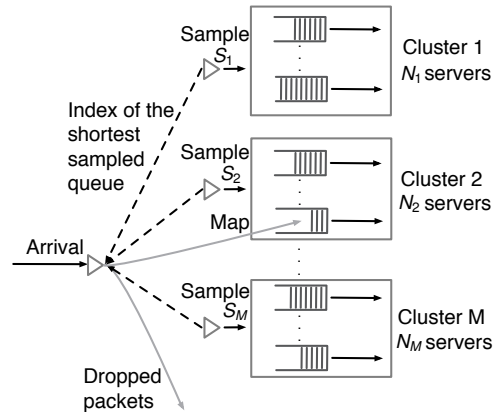 Sample
S1
Cluster 1
N1 servers
Index of the
shortest
sampled
queue
Sample
S2
Cluster 2
N2 servers
Map
Arrival
Sample
SM
Cluster M
NM servers
Dropped
packets